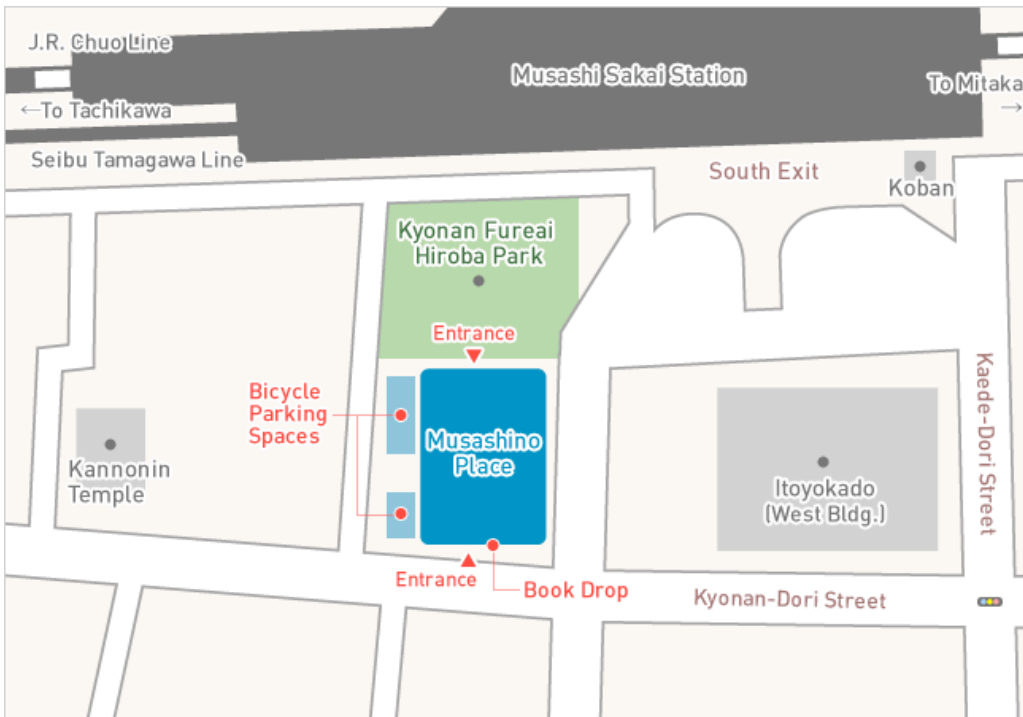 J.R. Chuo Line
Musashi Sakai Station
To Mitaka
→
←To Tachikawa
Seibu Tamagawa Line
South Exit
Koban
Kyonan Fureai
Hiroba Park
Entrance
Bicycle
Parking
Spaces
Musashino
Place
Kannonin
Temple
Itoyokado
(West Bldg.)
Kaede-Dori Street
Entrance
Book Drop
Kyonan-Dori Street